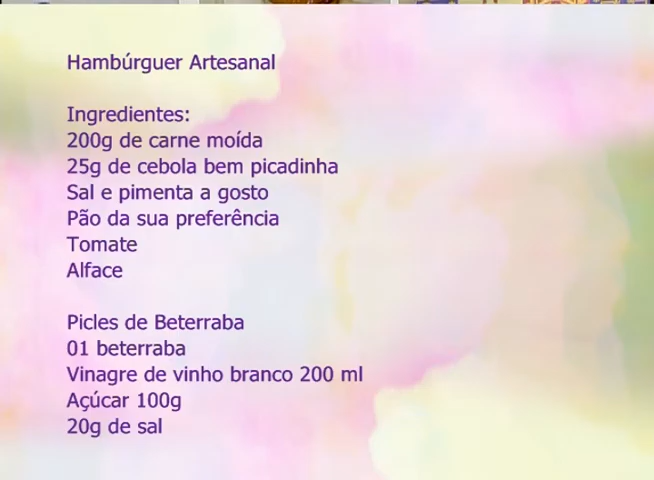 Hambúrguer Artesanal
Ingredientes:
200g de carne moída
25g de cebola bem picadinha
Sal e pimenta a gosto
Pão da sua preferência
Tomate
Alface
Picles de Beterraba
01 beterraba
Vinagre de vinho branco 200 ml
Açúcar 100g
20g de sal